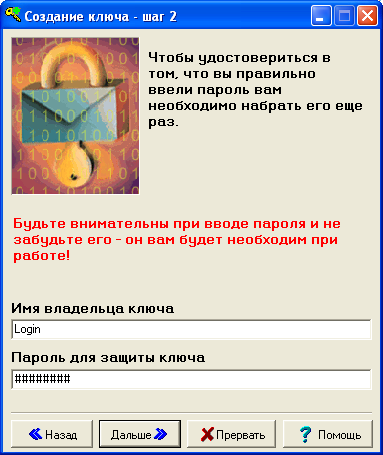 Создание ключа - шаг 2
Чтобы удостовериться в
том, что вы правильно
ввели пароль вам
необходимо набрать его еще
раз.
Будьте внимательны при вводе пароля и не
забудьте его - он вам будет необходим при
работе!
Имя владельца ключа
Login
Пароль для защиты ключа
########
Назад
Дальше
Прервать
? Помощь